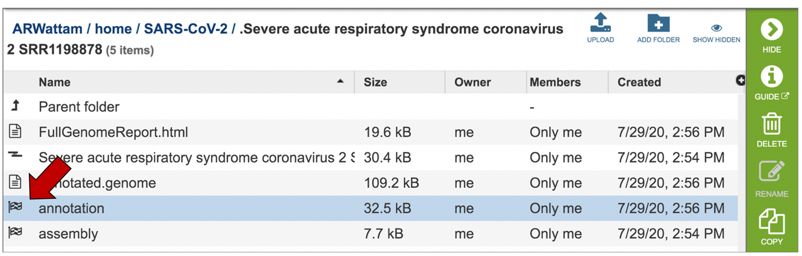 ARWattam / home / SARS-CoV-2 / .Severe acute respiratory syndrome coronavirus
2 SRR1198878 (5 items)
UPLOAD
ADD FOLDER
SHOW HIDDEN
Name Size Owner Members Created
Parent folder -
FullGenomeReport.html 19.6 kB me Only me 7/29/20, 2:56 PM
Severe acute respiratory syndrome coronavirus 2 S 30.4 kB me Only me 7/29/20, 2:54 PM
notated.genome 109.2 kB me Only me 7/29/20, 2:56 PM
annotation 32.5 kB me Only me 7/29/20, 2:56 PM
assembly 7.7 kB me Only me 7/29/20, 2:54 PM
HIDE
GUIDE
DELETE
RENAME
COPY